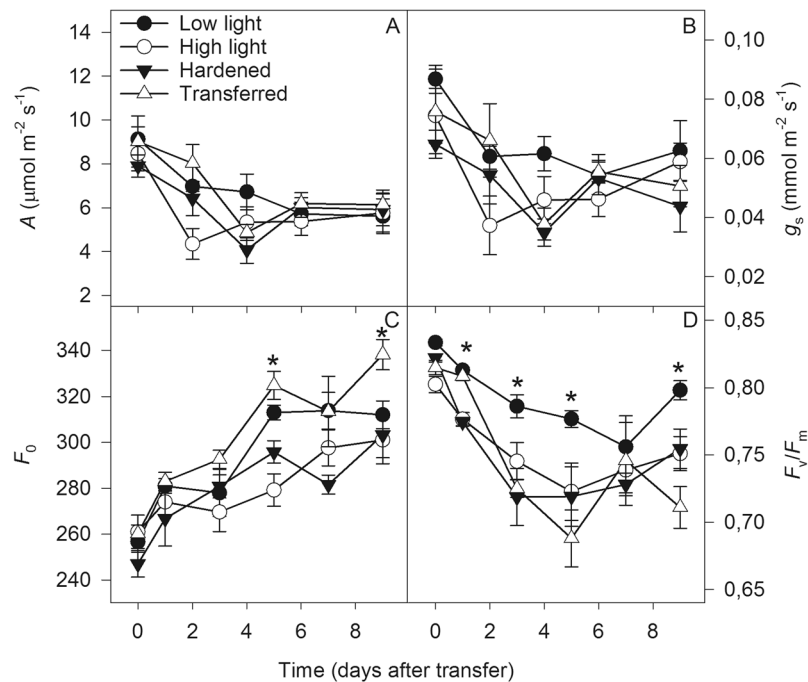 A
B
Low light
High light
Hardened
Transferred
14
12
10
8
6
4
2
A (µmol m⁻² s⁻¹)
0,10
0,08
0,06
0,04
0,02
gₛ (mmol m⁻² s⁻¹)
C
D
340
320
300
280
260
240
F₀
* *
* * * *
0,85
0,80
0,75
0,70
0,65
Fᵥ/Fₘ
0 2 4 6 8 0 2 4 6 8
Time (days after transfer)